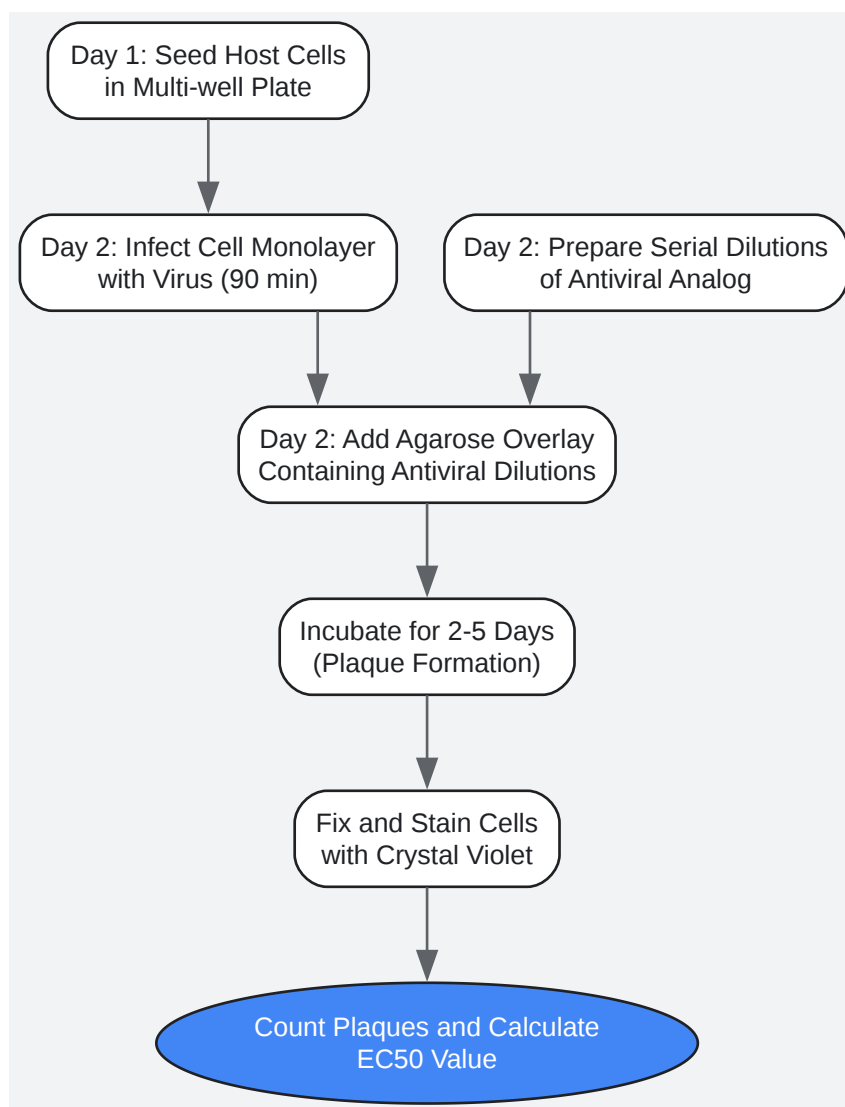 Day 1: Seed Host Cells
in Multi-well Plate
Day 2: Infect Cell Monolayer
with Virus (90 min)
Day 2: Prepare Serial Dilutions
of Antiviral Analog
Day 2: Add Agarose Overlay
Containing Antiviral Dilutions
Incubate for 2-5 Days
(Plaque Formation)
Fix and Stain Cells
with Crystal Violet
Count Plaques and Calculate
EC50 Value